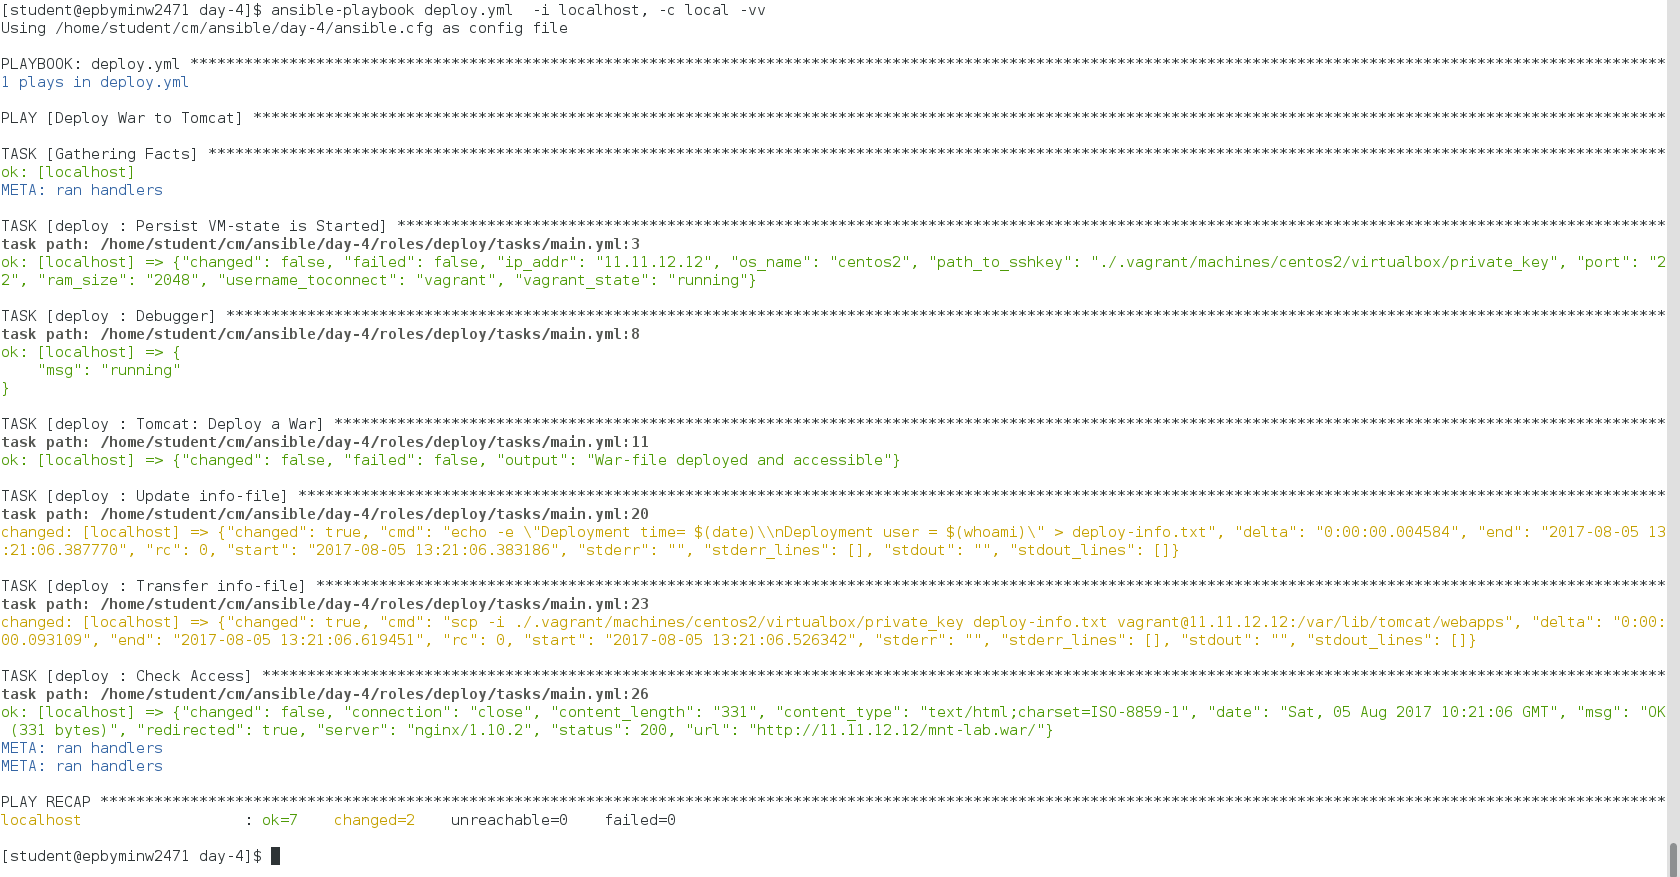 [student@epbyminw2471 day-4]$ ansible-playbook deploy.yml  -i localhost, -c local -vv
Using /home/student/cm/ansible/day-4/ansible.cfg as config file
PLAYBOOK: deploy.yml ********************************************************************************************************************************************************************
1 plays in deploy.yml
PLAY [Deploy War to Tomcat] *************************************************************************************************************************************************************
TASK [Gathering Facts] ******************************************************************************************************************************************************************
ok: [localhost]
META: ran handlers
TASK [deploy : Persist VM-state is Started] *********************************************************************************************************************************************
task path: /home/student/cm/ansible/day-4/roles/deploy/tasks/main.yml:3
ok: [localhost] => {"changed": false, "failed": false, "ip_addr": "11.11.12.12", "os_name": "centos2", "path_to_sshkey": "./.vagrant/machines/centos2/virtualbox/private_key", "port": "2
2", "ram_size": "2048", "username_toconnect": "vagrant", "vagrant_state": "running"}
TASK [deploy : Debugger] ****************************************************************************************************************************************************************
task path: /home/student/cm/ansible/day-4/roles/deploy/tasks/main.yml:8
ok: [localhost] => {
    "msg": "running"
}
TASK [deploy : Tomcat: Deploy a War] ****************************************************************************************************************************************************
task path: /home/student/cm/ansible/day-4/roles/deploy/tasks/main.yml:11
ok: [localhost] => {"changed": false, "failed": false, "output": "War-file deployed and accessible"}
TASK [deploy : Update info-file] ********************************************************************************************************************************************************
task path: /home/student/cm/ansible/day-4/roles/deploy/tasks/main.yml:20
changed: [localhost] => {"changed": true, "cmd": "echo -e \"Deployment time= $(date)\\nDeployment user = $(whoami)\" > deploy-info.txt", "delta": "0:00:00.004584", "end": "2017-08-05 13
:21:06.387770", "rc": 0, "start": "2017-08-05 13:21:06.383186", "stderr": "", "stderr_lines": [], "stdout": "", "stdout_lines": []}
TASK [deploy : Transfer info-file] ******************************************************************************************************************************************************
task path: /home/student/cm/ansible/day-4/roles/deploy/tasks/main.yml:23
changed: [localhost] => {"changed": true, "cmd": "scp -i ./.vagrant/machines/centos2/virtualbox/private_key deploy-info.txt vagrant@11.11.12.12:/var/lib/tomcat/webapps", "delta": "0:00:
00.093109", "end": "2017-08-05 13:21:06.619451", "rc": 0, "start": "2017-08-05 13:21:06.526342", "stderr": "", "stderr_lines": [], "stdout": "", "stdout_lines": []}
TASK [deploy : Check Access] ************************************************************************************************************************************************************
task path: /home/student/cm/ansible/day-4/roles/deploy/tasks/main.yml:26
ok: [localhost] => {"changed": false, "connection": "close", "content_length": "331", "content_type": "text/html;charset=ISO-8859-1", "date": "Sat, 05 Aug 2017 10:21:06 GMT", "msg": "OK
 (331 bytes)", "redirected": true, "server": "nginx/1.10.2", "status": 200, "url": "http://11.11.12.12/mnt-lab.war/"}
META: ran handlers
META: ran handlers
PLAY RECAP ******************************************************************************************************************************************************************************
localhost                  : ok=7    changed=2    unreachable=0    failed=0
[student@epbyminw2471 day-4]$